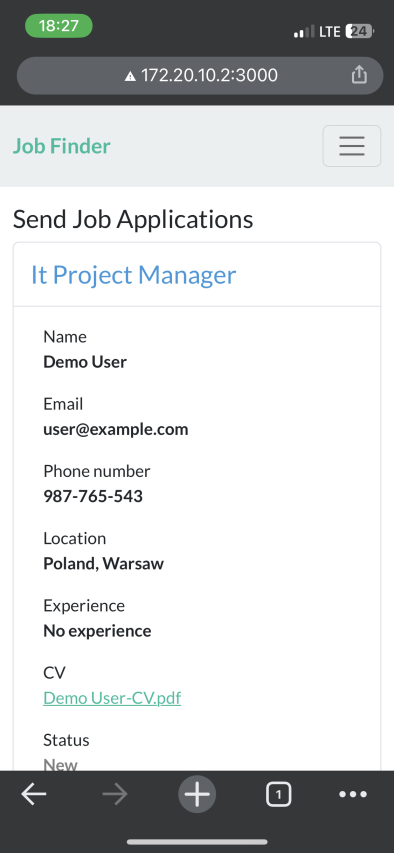 18:27
LTE 24
172.20.10.2:3000
Job Finder
Send Job Applications
It Project Manager
Name
Demo User
Email
user@example.com
Phone number
987-765-543
Location
Poland, Warsaw
Experience
No experience
CV
Demo User-CV.pdf
Status
New
1